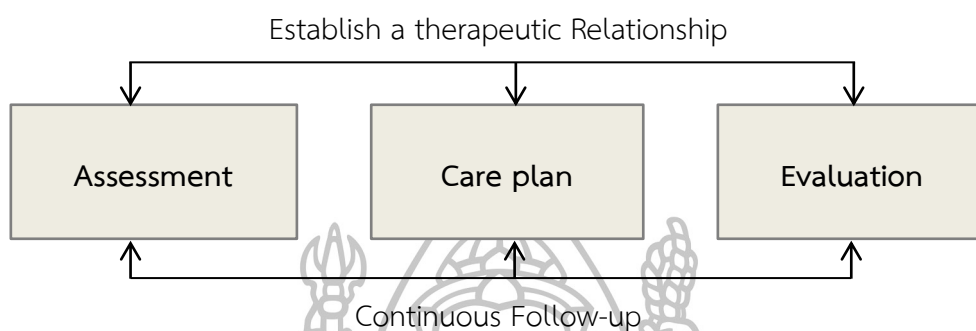 Establish a therapeutic Relationship
Assessment
Care plan
Evaluation
Continuous Follow-up